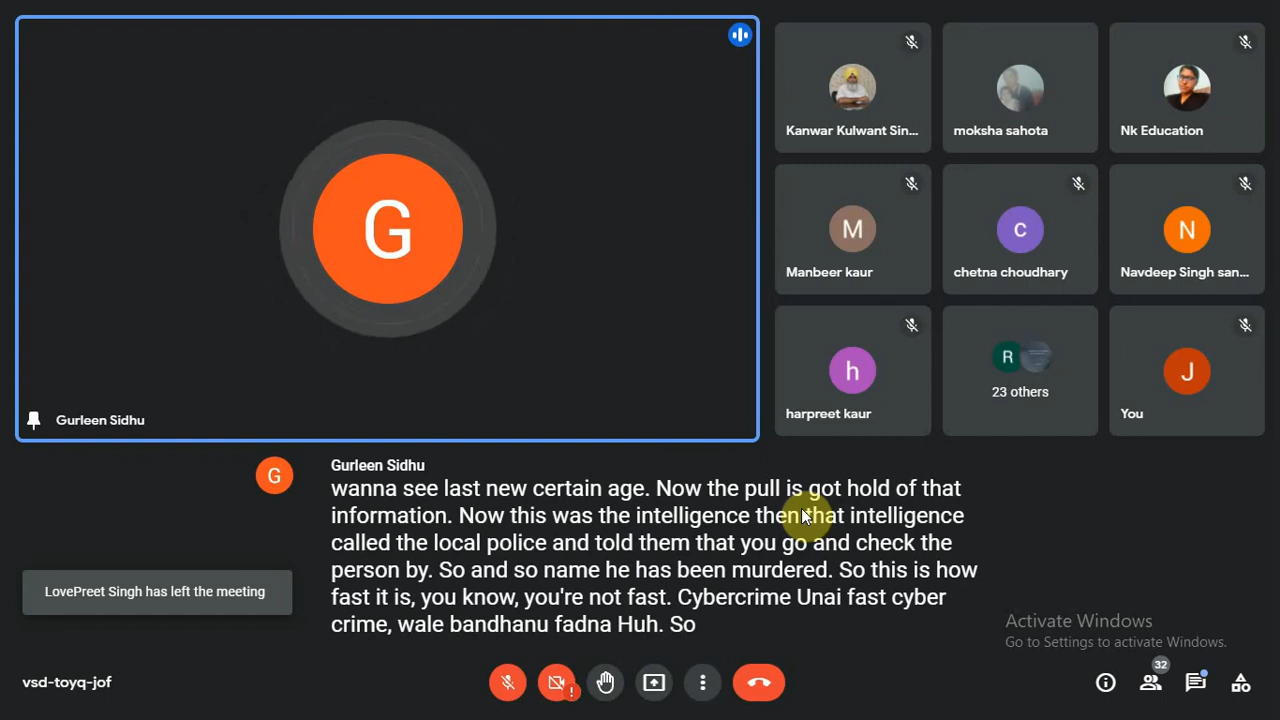 G
Gurleen Sidhu
Kanwar Kulwant Sin...
moksha sahota
Nk Education
M
Manbeer kaur
c
chetna choudhary
N
Navdeep Singh san...
h
harpreet kaur
R
23 others
J
You
G
Gurleen Sidhu
wanna see last new certain age. Now the pull is got hold of that
information. Now this was the intelligence then that intelligence
called the local police and told them that you go and check the
person by. So and so name he has been murdered. So this is how
fast it is, you know, you're not fast. Cybercrime Unai fast cyber
crime, wale bandhanu fadna Huh. So
LovePreet Singh has left the meeting
Activate Windows
Go to Settings to activate Windows.
vsd-toyq-jof
!
32